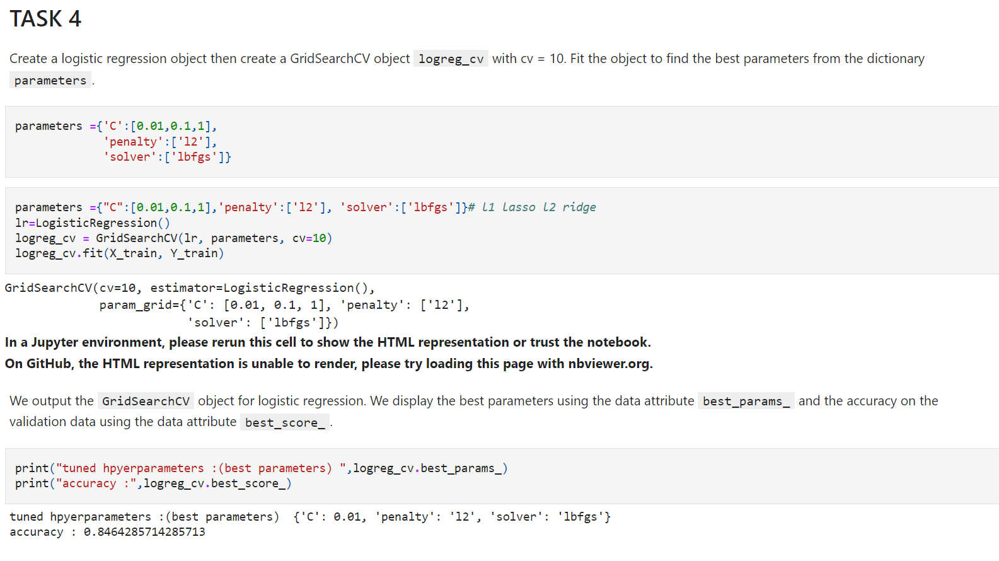 TASK 4
Create a logistic regression object then create a GridSearchCV object logreg_cv with cv = 10. Fit the object to find the best parameters from the dictionary
parameters .
parameters ={'C':[0.01,0.1,1],
'penalty':['l2'],
'solver':['lbfgs']}
parameters ={"C":[0.01,0.1,1],'penalty':['l2'], 'solver':['lbfgs']}# l1 lasso l2 ridge
lr=LogisticRegression()
logreg_cv = GridSearchCV(lr, parameters, cv=10)
logreg_cv.fit(X_train, Y_train)
GridSearchCV(cv=10, estimator=LogisticRegression(),
param_grid={'C': [0.01, 0.1, 1], 'penalty': ['l2'],
'solver': ['lbfgs']})
In a Jupyter environment, please rerun this cell to show the HTML representation or trust the notebook.
On GitHub, the HTML representation is unable to render, please try loading this page with nbviewer.org.
We output the GridSearchCV object for logistic regression. We display the best parameters using the data attribute best_params_ and the accuracy on the
validation data using the data attribute best_score_ .
print("tuned hpyerparameters :(best parameters) ",logreg_cv.best_params_)
print("accuracy :",logreg_cv.best_score_)
tuned hpyerparameters :(best parameters)  {'C': 0.01, 'penalty': 'l2', 'solver': 'lbfgs'}
accuracy : 0.8464285714285713